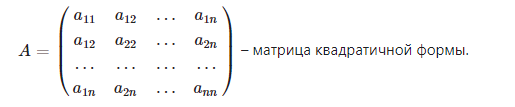 a₁₁ a₁₂ … a₁ₙ
a₁₂ a₂₂ … a₂ₙ
A = … … … … – матрица квадратичной формы.
a₁ₙ a₂ₙ … aₙₙ